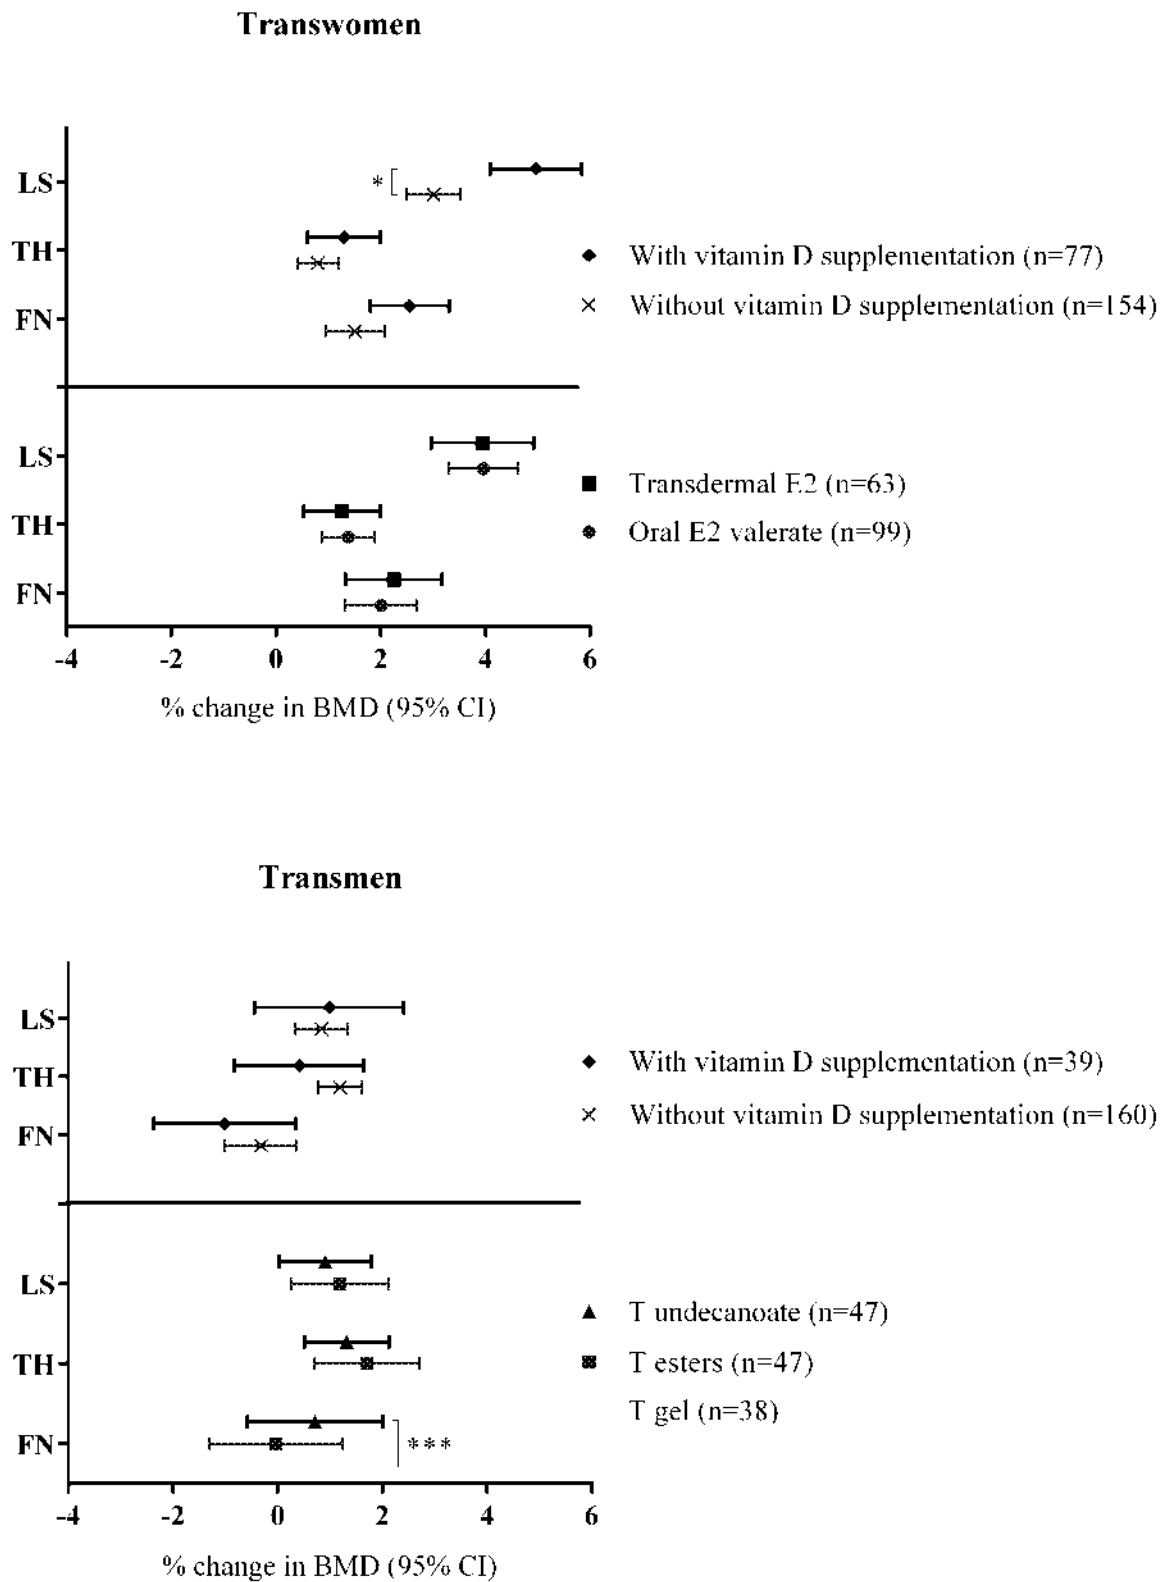 Transwomen
LS
*
TH
FN
With vitamin D supplementation (n=77)
Without vitamin D supplementation (n=154)
LS
TH
FN
Transdermal E2 (n=63)
Oral E2 valerate (n=99)
-4 -2 0 2 4 6
% change in BMD (95% CI)
Transmen
LS
TH
FN
With vitamin D supplementation (n=39)
Without vitamin D supplementation (n=160)
LS
TH
FN
***
T undecanoate (n=47)
T esters (n=47)
T gel (n=38)
-4 -2 0 2 4 6
% change in BMD (95% CI)